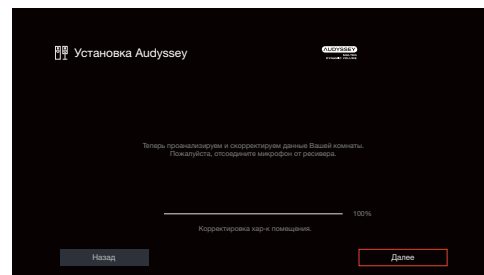 Установка Audyssey
AUDYSSEY
Теперь проанализируем и скорректируем данные Вашей комнаты.
Пожалуйста, отсоедините микрофон от ресивера.
100%
Корректировка хар-к помещения.
Назад
Далее